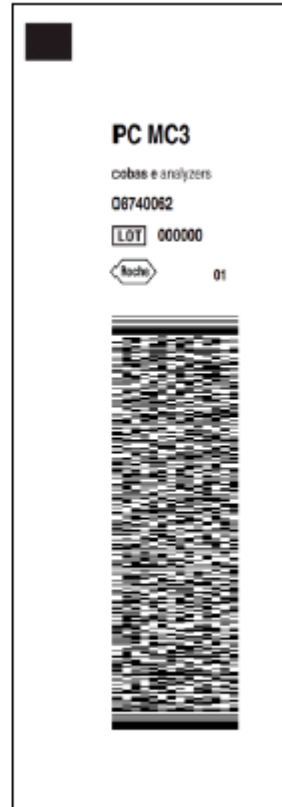 PC MC3
cobas e analyzers
08740062
LOT 000000
Roche 01